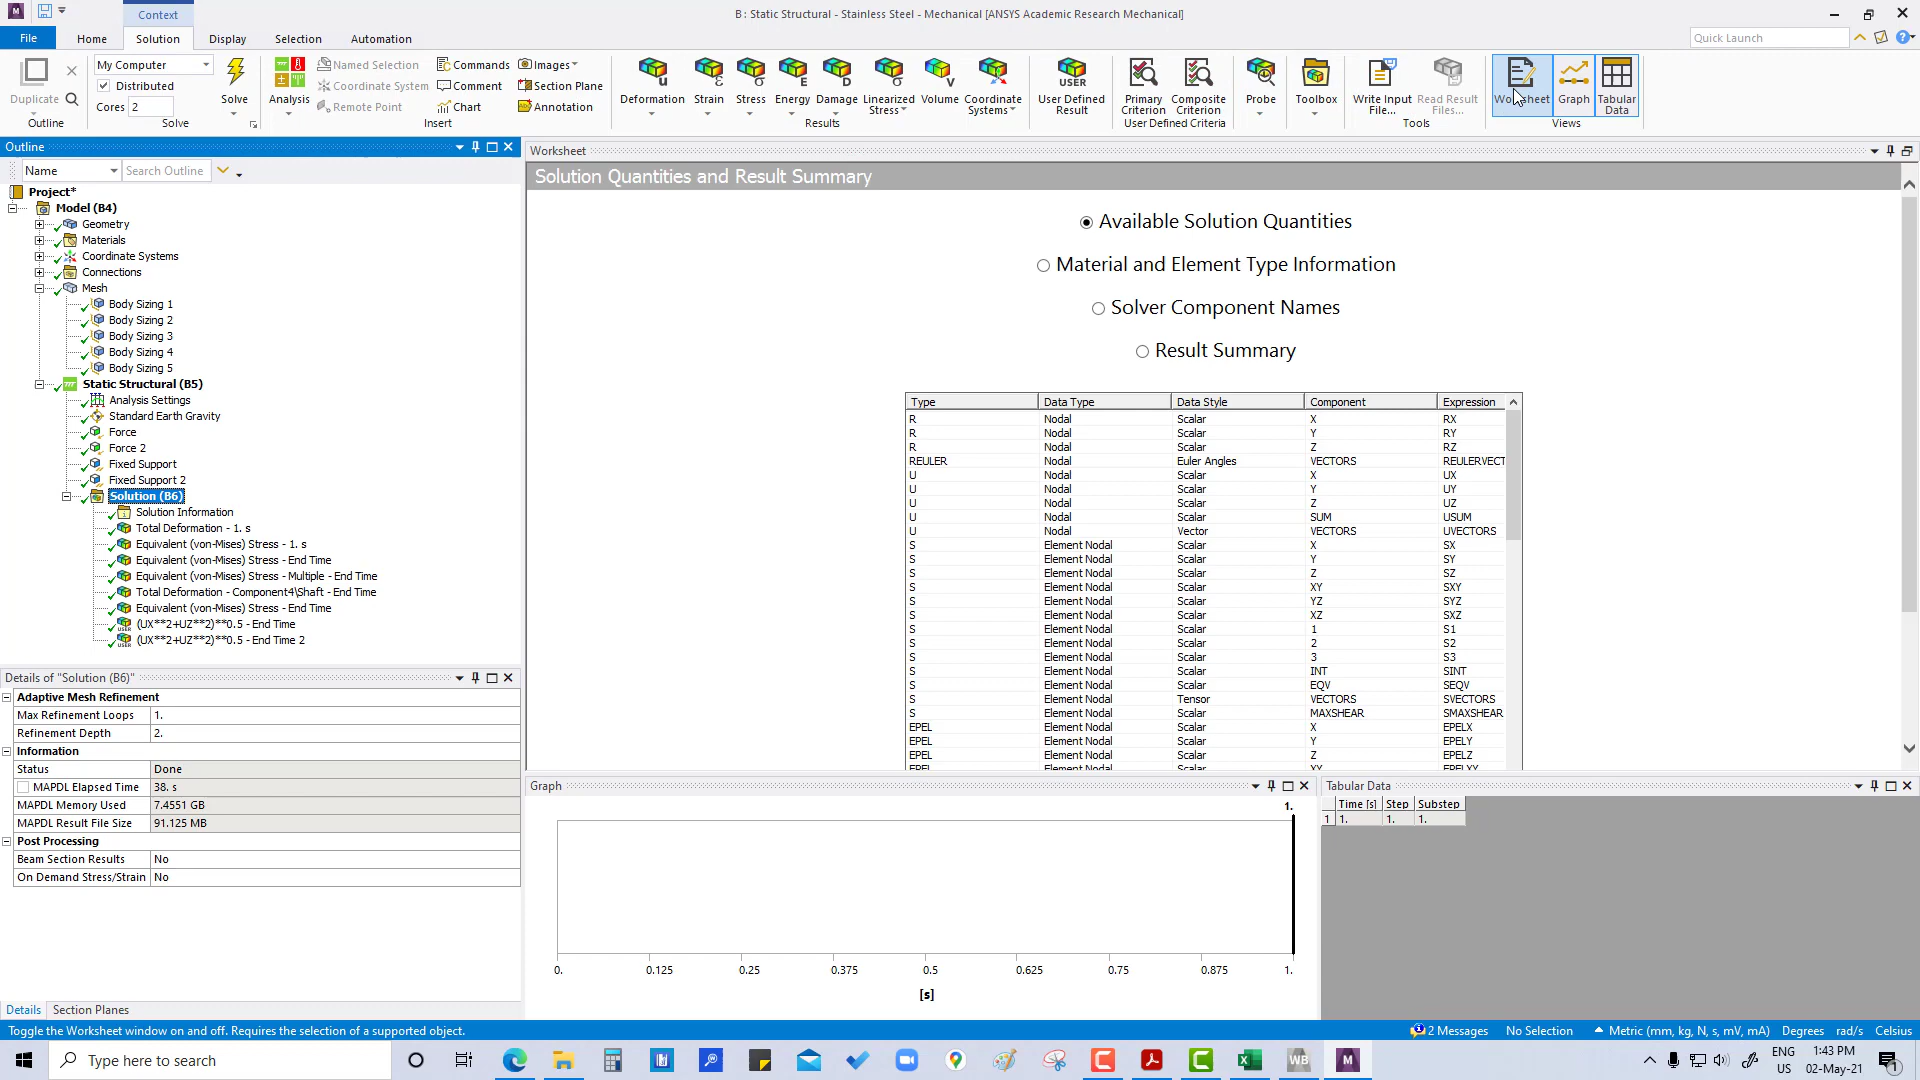 Context
B : Static Structural - Stainless Steel - Mechanical [ANSYS Academic Research Mechanical]
File Home Solution Display Selection Automation Quick Launch
Duplicate
Outline
My Computer
Distributed
Cores 2
Solve
Solve
Analysis
Named Selection
Coordinate System
Remote Point
Commands
Comment
Chart
Images
Section Plane
Annotation
Insert
Deformation Strain Stress Energy Damage Linearized Stress Volume Coordinate Systems
Results
User Defined Result
Primary Criterion Composite Criterion
User Defined Criteria
Probe
Toolbox
Write Input File... Read Result Files...
Tools
Worksheet Graph Tabular Data
Views
Outline
Name Search Outline
Project*
Model (B4)
Geometry
Materials
Coordinate Systems
Connections
Mesh
Body Sizing 1
Body Sizing 2
Body Sizing 3
Body Sizing 4
Body Sizing 5
Static Structural (B5)
Analysis Settings
Standard Earth Gravity
Force
Force 2
Fixed Support
Fixed Support 2
Solution (B6)
Solution Information
Total Deformation - 1. s
Equivalent (von-Mises) Stress - 1. s
Equivalent (von-Mises) Stress - End Time
Equivalent (von-Mises) Stress - Multiple - End Time
Total Deformation - Component4\Shaft - End Time
Equivalent (von-Mises) Stress - End Time
(UX**2+UZ**2)**0.5 - End Time
(UX**2+UZ**2)**0.5 - End Time 2
Details of "Solution (B6)"
Adaptive Mesh Refinement
Max Refinement Loops 1.
Refinement Depth 2.
Information
Status Done
MAPDL Elapsed Time 38. s
MAPDL Memory Used 7.4551 GB
MAPDL Result File Size 91.125 MB
Post Processing
Beam Section Results No
On Demand Stress/Strain No
Details Section Planes
Worksheet
Solution Quantities and Result Summary
Available Solution Quantities
Material and Element Type Information
Solver Component Names
Result Summary
Type Data Type Data Style Component Expression
R Nodal Scalar X RX
R Nodal Scalar Y RY
R Nodal Scalar Z RZ
REULER Nodal Euler Angles VECTORS REULERVECT
U Nodal Scalar X UX
U Nodal Scalar Y UY
U Nodal Scalar Z UZ
U Nodal Scalar SUM USUM
U Nodal Vector VECTORS UVECTORS
S Element Nodal Scalar X SX
S Element Nodal Scalar Y SY
S Element Nodal Scalar Z SZ
S Element Nodal Scalar XY SXY
S Element Nodal Scalar YZ SYZ
S Element Nodal Scalar XZ SXZ
S Element Nodal Scalar 1 S1
S Element Nodal Scalar 2 S2
S Element Nodal Scalar 3 S3
S Element Nodal Scalar INT SINT
S Element Nodal Scalar EQV SEQV
S Element Nodal Tensor VECTORS SVECTORS
S Element Nodal Scalar MAXSHEAR SMAXSHEAR
EPEL Element Nodal Scalar X EPELX
EPEL Element Nodal Scalar Y EPELY
EPEL Element Nodal Scalar Z EPELZ
EPEL Element Nodal Scalar XY EPELXY
Graph
1.
0. 0.125 0.25 0.375 0.5 0.625 0.75 0.875 1.
[s]
Tabular Data
Time [s] Step Substep
1 1. 1. 1.
Toggle the Worksheet window on and off. Requires the selection of a supported object. 2 Messages No Selection Metric (mm, kg, N, s, mV, mA) Degrees rad/s Celsius
Type here to search
ENG
US
1:43 PM
02-May-21